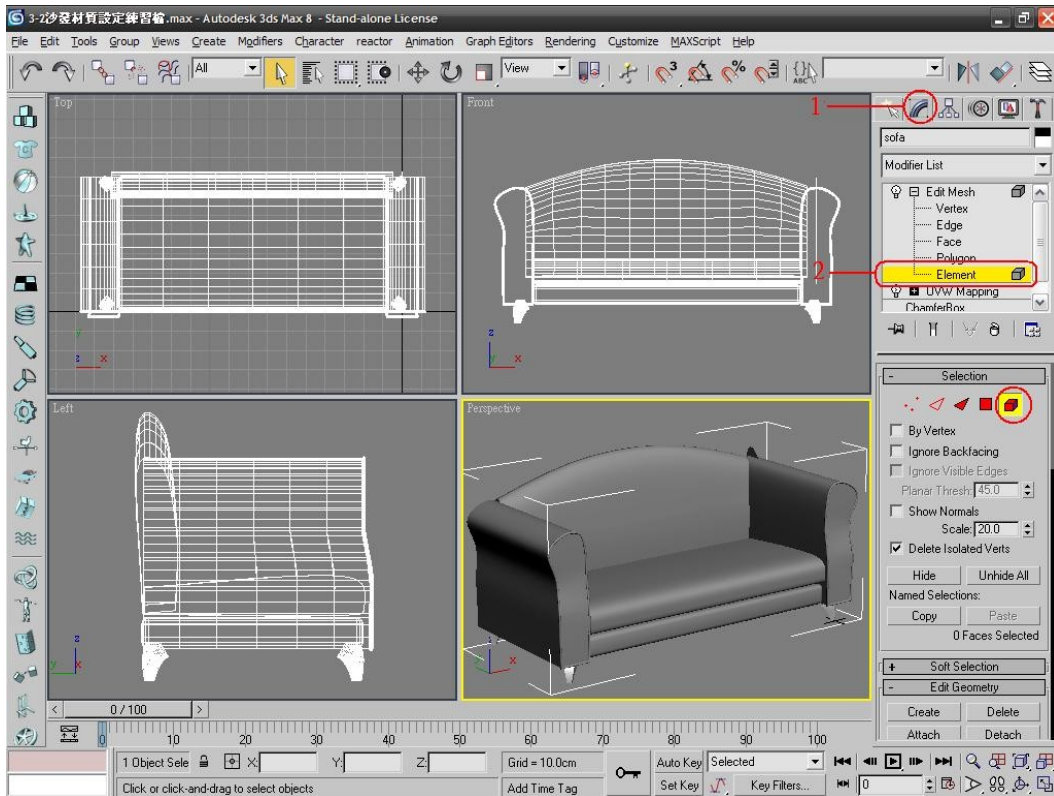 3-2沙發材質設定練習檔.max - Autodesk 3ds Max 8 - Stand-alone License
File Edit Tools Group Views Create Modifiers Character reactor Animation Graph Editors Rendering Customize MAXScript Help
All
View
3
ABC
Top
Front
1
sofa
Modifier List
Edit Mesh
Vertex
Edge
Face
Polygon
2
Element
UVW Mapping
ChamferBox
y
z x
z
y x
Left
Perspective
Selection
By Vertex
Ignore Backfacing
Ignore Visible Edges
Planar Thresh: 45.0
Show Normals
Scale: 20.0
Delete Isolated Verts
Hide Unhide All
Named Selections:
Copy Paste
0 Faces Selected
z
y x
z
x
Soft Selection
Edit Geometry
Create Delete
Attach Detach
0 / 100
0 10 20 30 40 50 60 70 80 90 100
1 Object Sele X: Y: Z: Grid = 10.0cm Auto Key Selected
Click or click-and-drag to select objects Add Time Tag Set Key Key Filters... 0